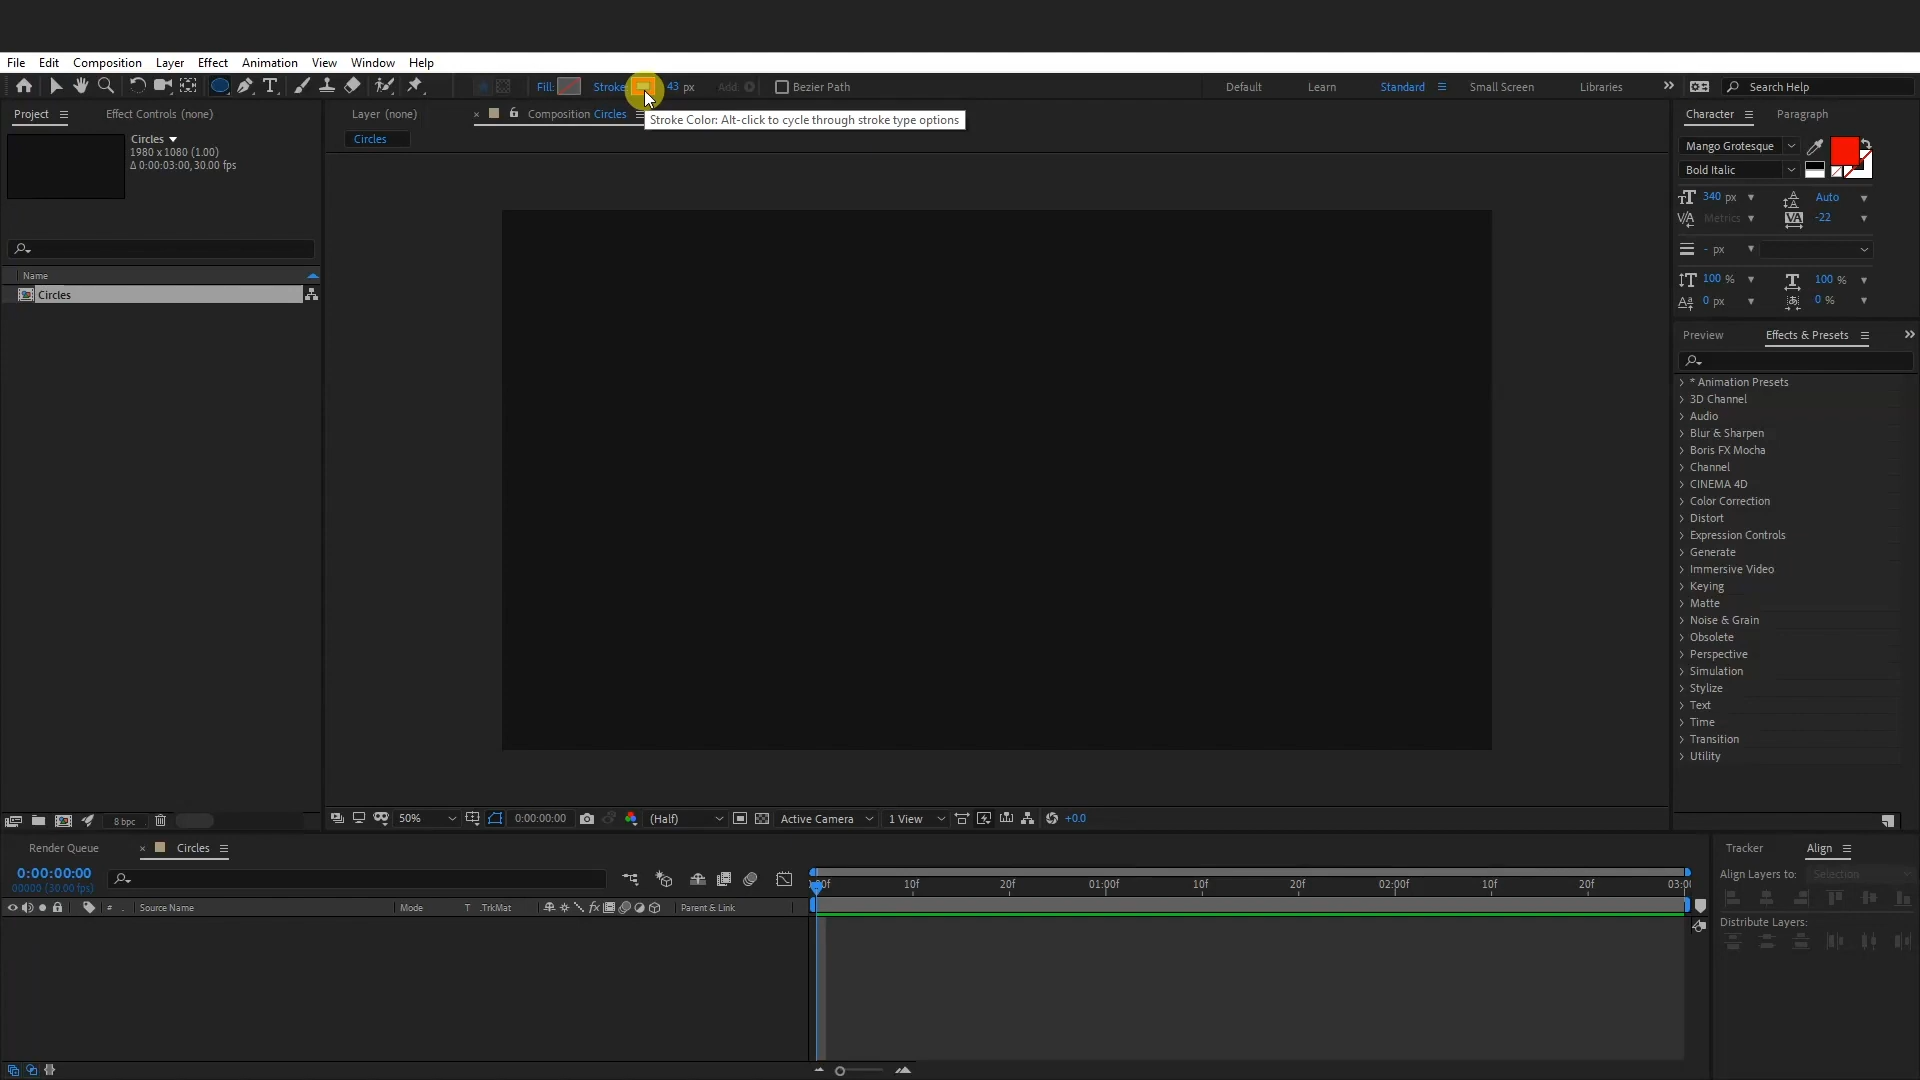 File Edit Composition Layer Effect Animation View Window Help
Fill: Stroke: 43 px Add: Bezier Path Default Learn Standard Small Screen Libraries Search Help
Project Effect Controls (none)
Layer (none) Composition Circles
Stroke Color: Alt-click to cycle through stroke type options
Circles
1980 x 1080 (1.00)
Δ 0:00:03:00, 30.00 fps
Circles
Name
Circles
8 bpc
50% 0:00:00:00 (Half) Active Camera 1 View +0.0
Character Paragraph
Mango Grotesque
Bold Italic
340 px Auto
Metrics -22
- px
100 % 100 %
0 px 0 %
Preview Effects & Presets
* Animation Presets
3D Channel
Audio
Blur & Sharpen
Boris FX Mocha
Channel
CINEMA 4D
Color Correction
Distort
Expression Controls
Generate
Immersive Video
Keying
Matte
Noise & Grain
Obsolete
Perspective
Simulation
Stylize
Text
Time
Transition
Utility
Render Queue Circles
0:00:00:00
00000 (30.00 fps)
# Source Name Mode T .TrkMat Parent & Link
10f 20f 01:00f 10f 20f 02:00f 10f 20f
Tracker Align
Align Layers to: Selection
Distribute Layers: